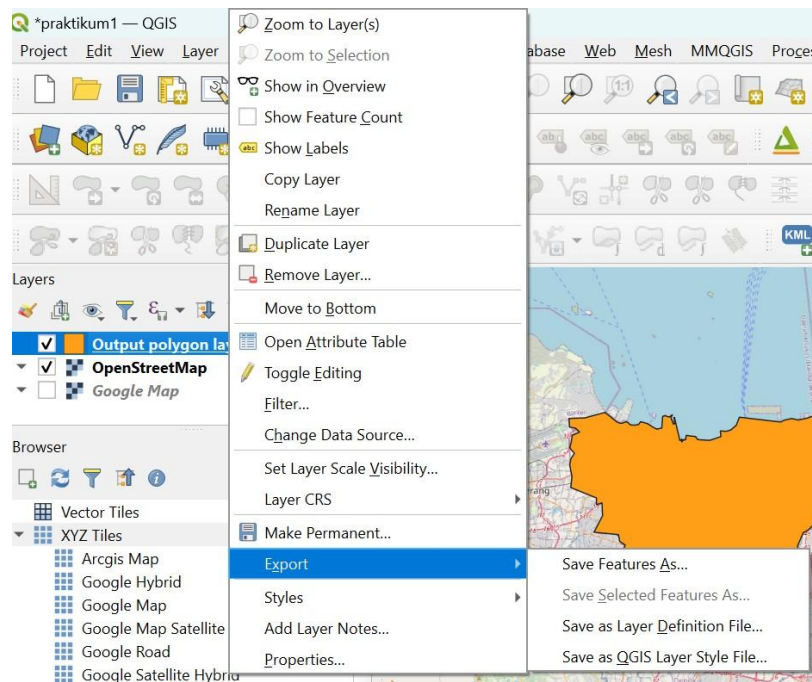 *praktikum1 — QGIS
Project Edit View Layer
abase Web Mesh MMQGIS Proces
Zoom to Layer(s)
Zoom to Selection
Show in Overview
Show Feature Count
Show Labels
Copy Layer
Rename Layer
Duplicate Layer
Remove Layer...
Move to Bottom
Open Attribute Table
Toggle Editing
Filter...
Change Data Source...
Set Layer Scale Visibility...
Layer CRS
Make Permanent...
Export
Styles
Add Layer Notes...
Properties...
Save Features As...
Save Selected Features As...
Save as Layer Definition File...
Save as QGIS Layer Style File...
KML
Layers
Output polygon la
OpenStreetMap
Google Map
Browser
Vector Tiles
XYZ Tiles
Arcgis Map
Google Hybrid
Google Map
Google Map Satellite
Google Road
Google Satellite Hybrid